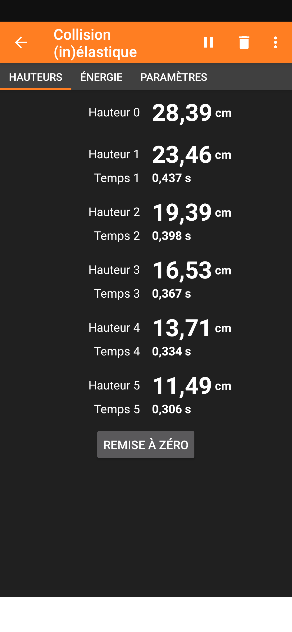 Collision
(in)élastique
HAUTEURS ÉNERGIE PARAMÈTRES
Hauteur 0 28,39 cm
Hauteur 1 23,46 cm
Temps 1 0,437 s
Hauteur 2 19,39 cm
Temps 2 0,398 s
Hauteur 3 16,53 cm
Temps 3 0,367 s
Hauteur 4 13,71 cm
Temps 4 0,334 s
Hauteur 5 11,49 cm
Temps 5 0,306 s
REMISE À ZÉRO